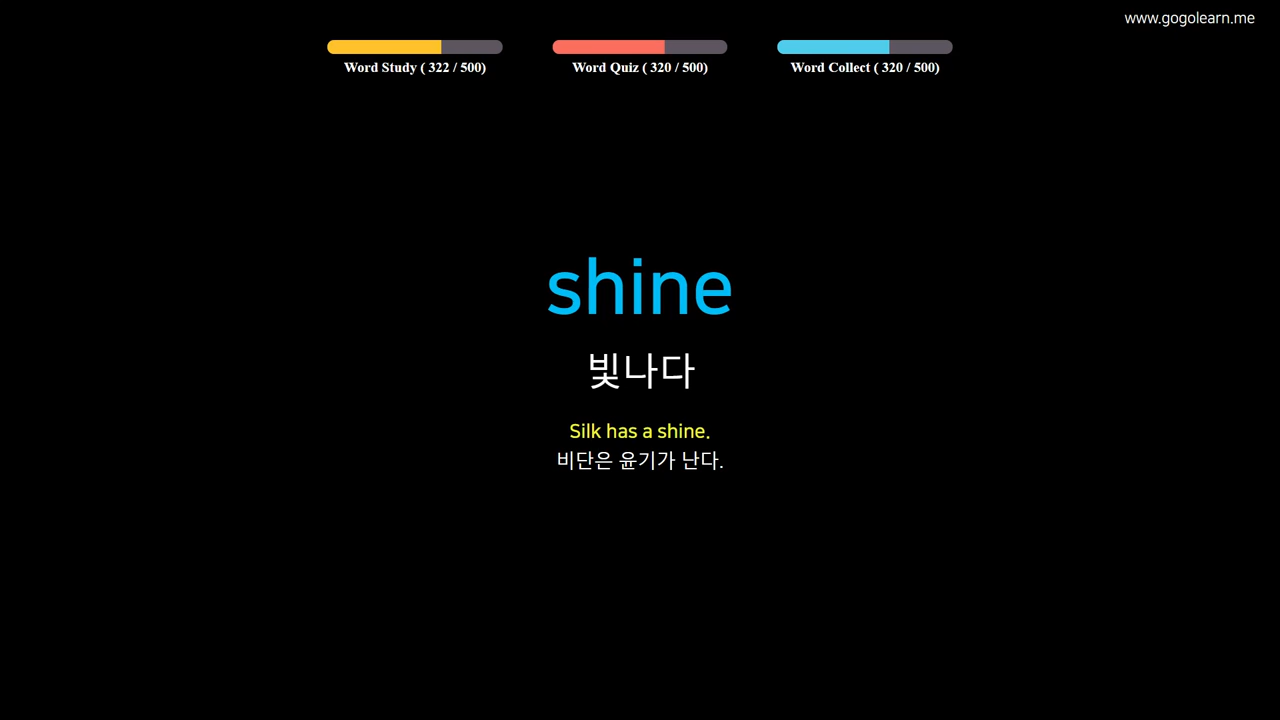 www.gogolearn.me
Word Study ( 322 / 500)
Word Quiz ( 320 / 500)
Word Collect ( 320 / 500)
shine
빛나다
Silk has a shine.
비단은 윤기가 난다.